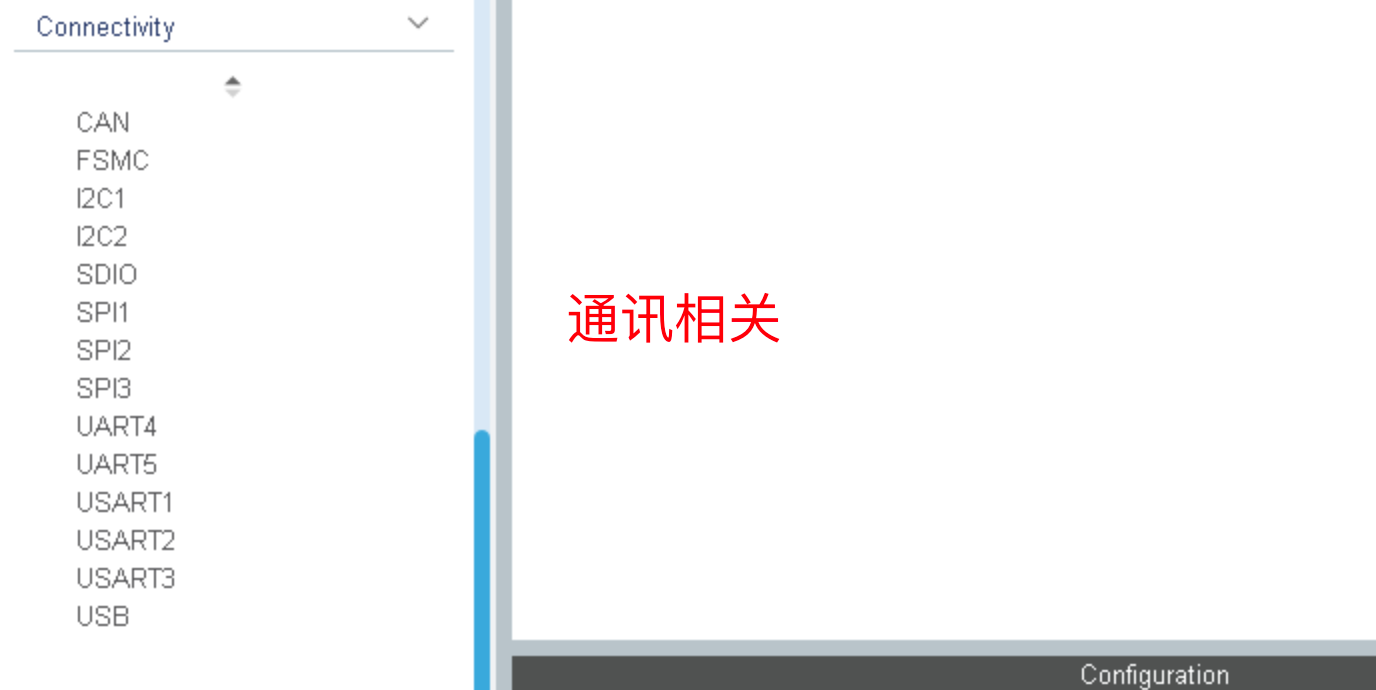 Connectivity
CAN
FSMC
I2C1
I2C2
SDIO
SPI1
SPI2
SPI3
UART4
UART5
USART1
USART2
USART3
USB
通讯相关
Configuration